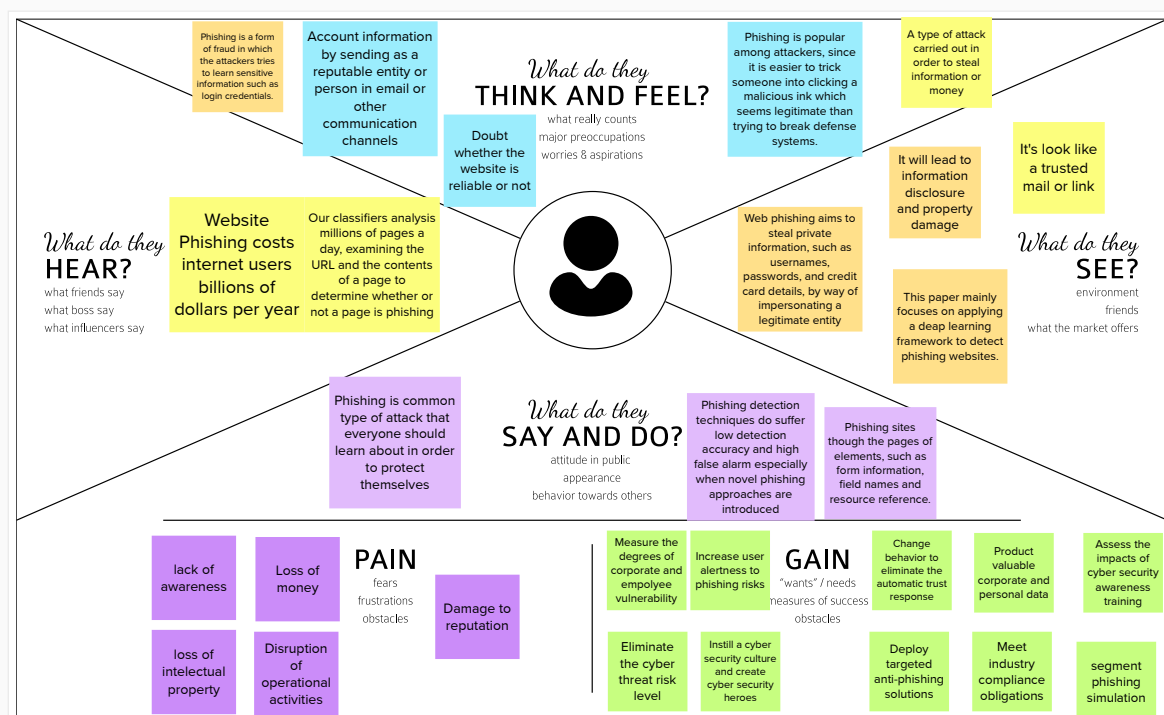 Phishing is a form
of fraud in which
the attackers tries
to learn sensitive
information such as
login credentials.
Account information
by sending as a
reputable entity or
person in email or
other
communication
channels
What do they
THINK AND FEEL?
what really counts
major preoccupations
worries & aspirations
Doubt
whether the
website is
reliable or not
Phishing is popular
among attackers, since
it is easier to trick
someone into clicking a
malicious ink which
seems legitimate than
trying to break defense
systems.
A type of attack
carried out in
order to steal
information or
money
It will lead to
information
disclosure
and property
damage
It's look like
a trusted
mail or link
What do they
HEAR?
what friends say
what boss say
what influencers say
Website
Phishing costs
internet users
billions of
dollars per year
Our classifiers analysis
millions of pages a
day, examining the
URL and the contents
of a page to
determine whether or
not a page is phishing
Web phishing aims to
steal private
information, such as
usernames,
passwords, and credit
card details, by way of
impersonating a
legitimate entity
What do they
SEE?
environment
friends
what the market offers
This paper mainly
focuses on applying
a deap learning
framework to detect
phishing websites.
Phishing is common
type of attack that
everyone should
learn about in order
to protect
themselves
What do they
SAY AND DO?
attitude in public
appearance
behavior towards others
Phishing detection
techniques do suffer
low detection
accuracy and high
false alarm especially
when novel phishing
approaches are
introduced
Phishing sites
though the pages of
elements, such as
form information,
field names and
resource reference.
lack of
awareness
Loss of
money
PAIN
fears
frustrations
obstacles
Damage to
reputation
loss of
intelectual
property
Disruption
of
operational
activities
Measure the
degrees of
corporate and
empolyee
vulnerability
Increase user
alertness to
phishing risks
GAIN
"wants" / needs
measures of success
obstacles
Change
behavior to
eliminate the
automatic trust
response
Product
valuable
corporate and
personal data
Assess the
impacts of
cyber security
awareness
training
Eliminate
the cyber
threat risk
level
Instill a cyber
security culture
and create
cyber security
heroes
Deploy
targeted
anti-phishing
solutions
Meet
industry
compliance
obligations
segment
phishing
simulation